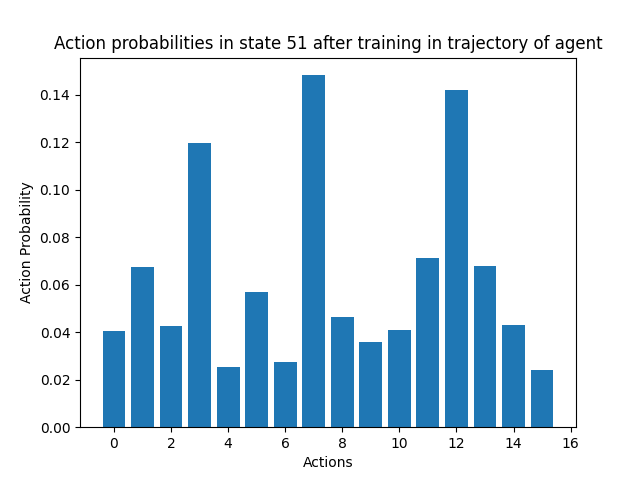 Action probabilities in state 51 after training in trajectory of agent
0.14
0.12
0.10
0.08
0.06
0.04
0.02
0.00
Action Probability
0 2 4 6 8 10 12 14 16
Actions